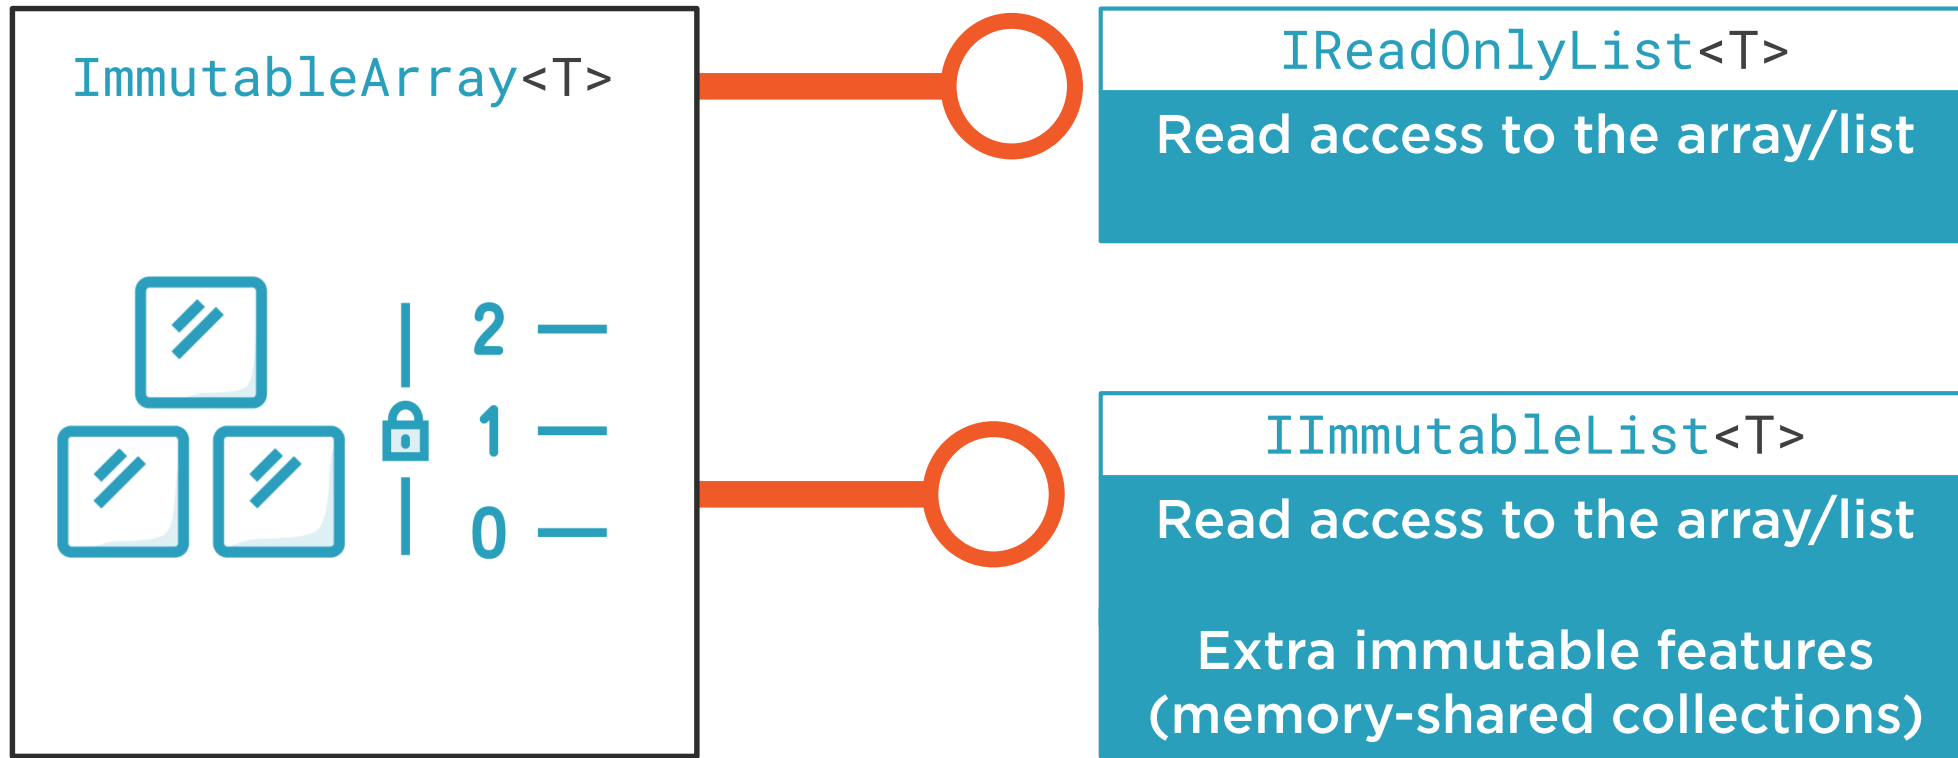 ImmutableArray<T>
2
1
0
IReadOnlyList<T>
Read access to the array/list
IImmutableList<T>
Read access to the array/list
Extra immutable features
(memory-shared collections)